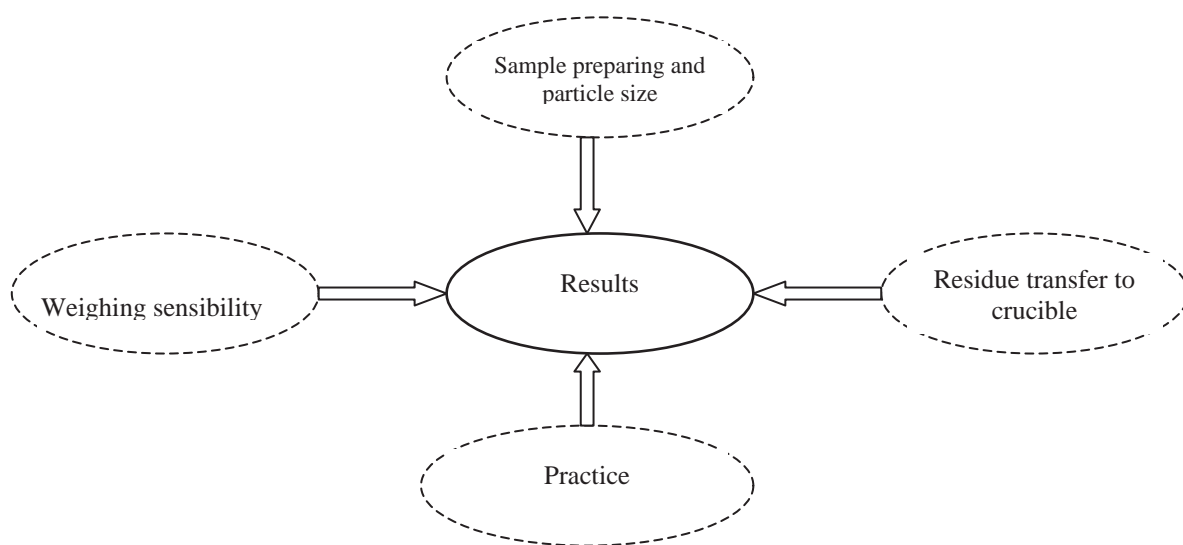 Sample preparing and
particle size
Results
Weighing sensibility
Residue transfer to
crucible
Practice